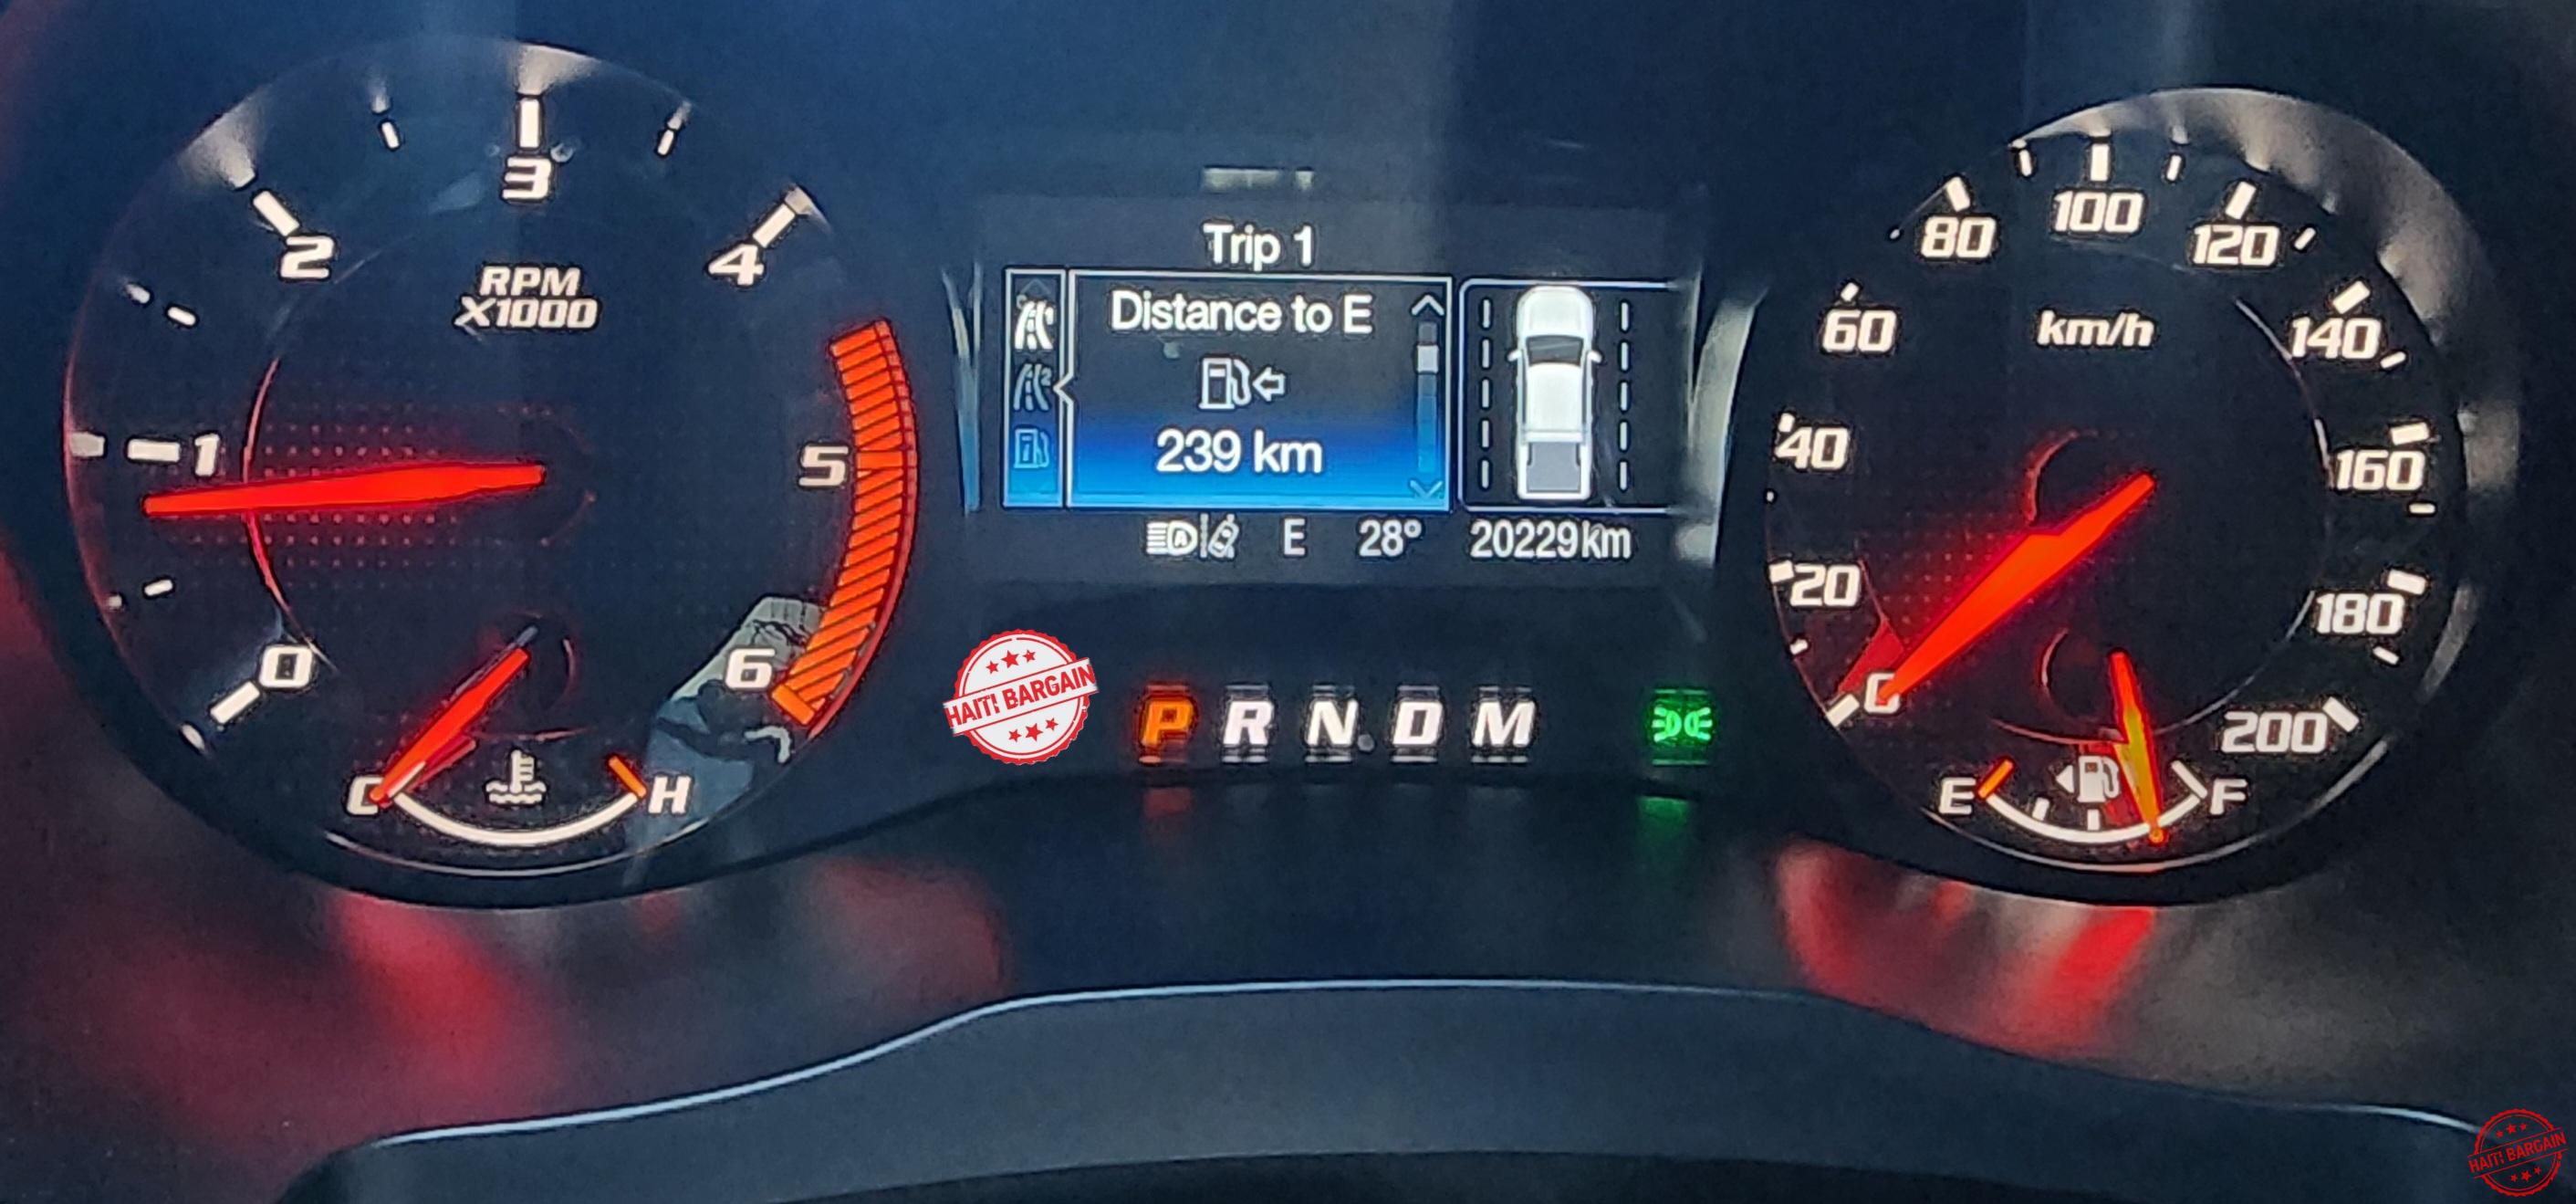 0
1
2
3
4
5
6
RPM
X1000
C
H
Trip 1
Distance to E
239 km
E 28° 20229km
HAITI BARGAIN
P R N D M
0
20
40
60
80
100
120
140
160
180
200
km/h
E
F
HAITI BARGAIN